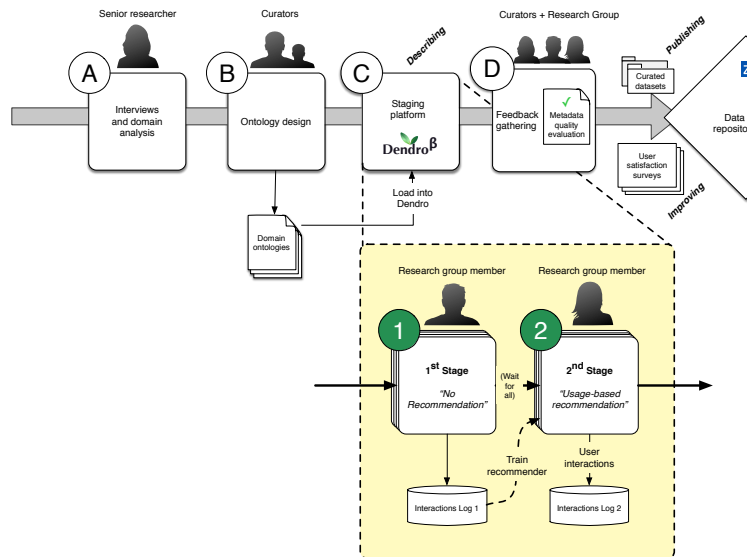 Senior researcher
Curators
Curators + Research Group
Describing
Publishing
A
B
C
D
Interviews
and domain
analysis
Ontology design
Staging
platform
Dendro β
Feedback
gathering
✓
Metadata
quality
evaluation
Curated
datasets
User
satisfaction
surveys
Improving
Z
Data
repositor
Load into
Dendro
Domain
ontologies
Research group member
Research group member
1
2
1st Stage
"No
Recommendation"
(Wait
for
all)
2nd Stage
"Usage-based
recommendation"
Train
recommender
User
interactions
Interactions Log 1
Interactions Log 2